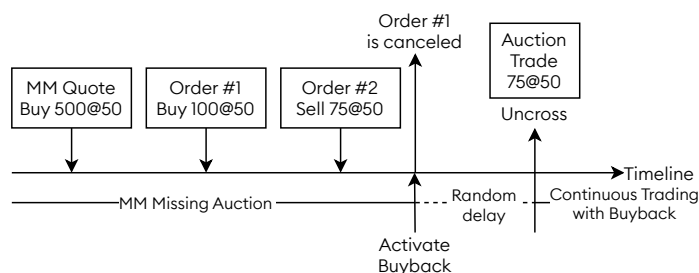 Order #1
is canceled
Auction
Trade
75@50
MM Quote
Buy 500@50
Order #1
Buy 100@50
Order #2
Sell 75@50
Uncross
Timeline
MM Missing Auction
Random
delay
Continuous Trading
with Buyback
Activate
Buyback